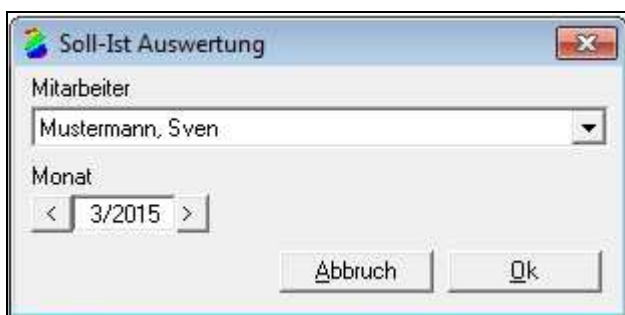 Soll-Ist Auswertung
Mitarbeiter
Mustermann, Sven
Monat
< 3/2015 >
Abbruch Ok